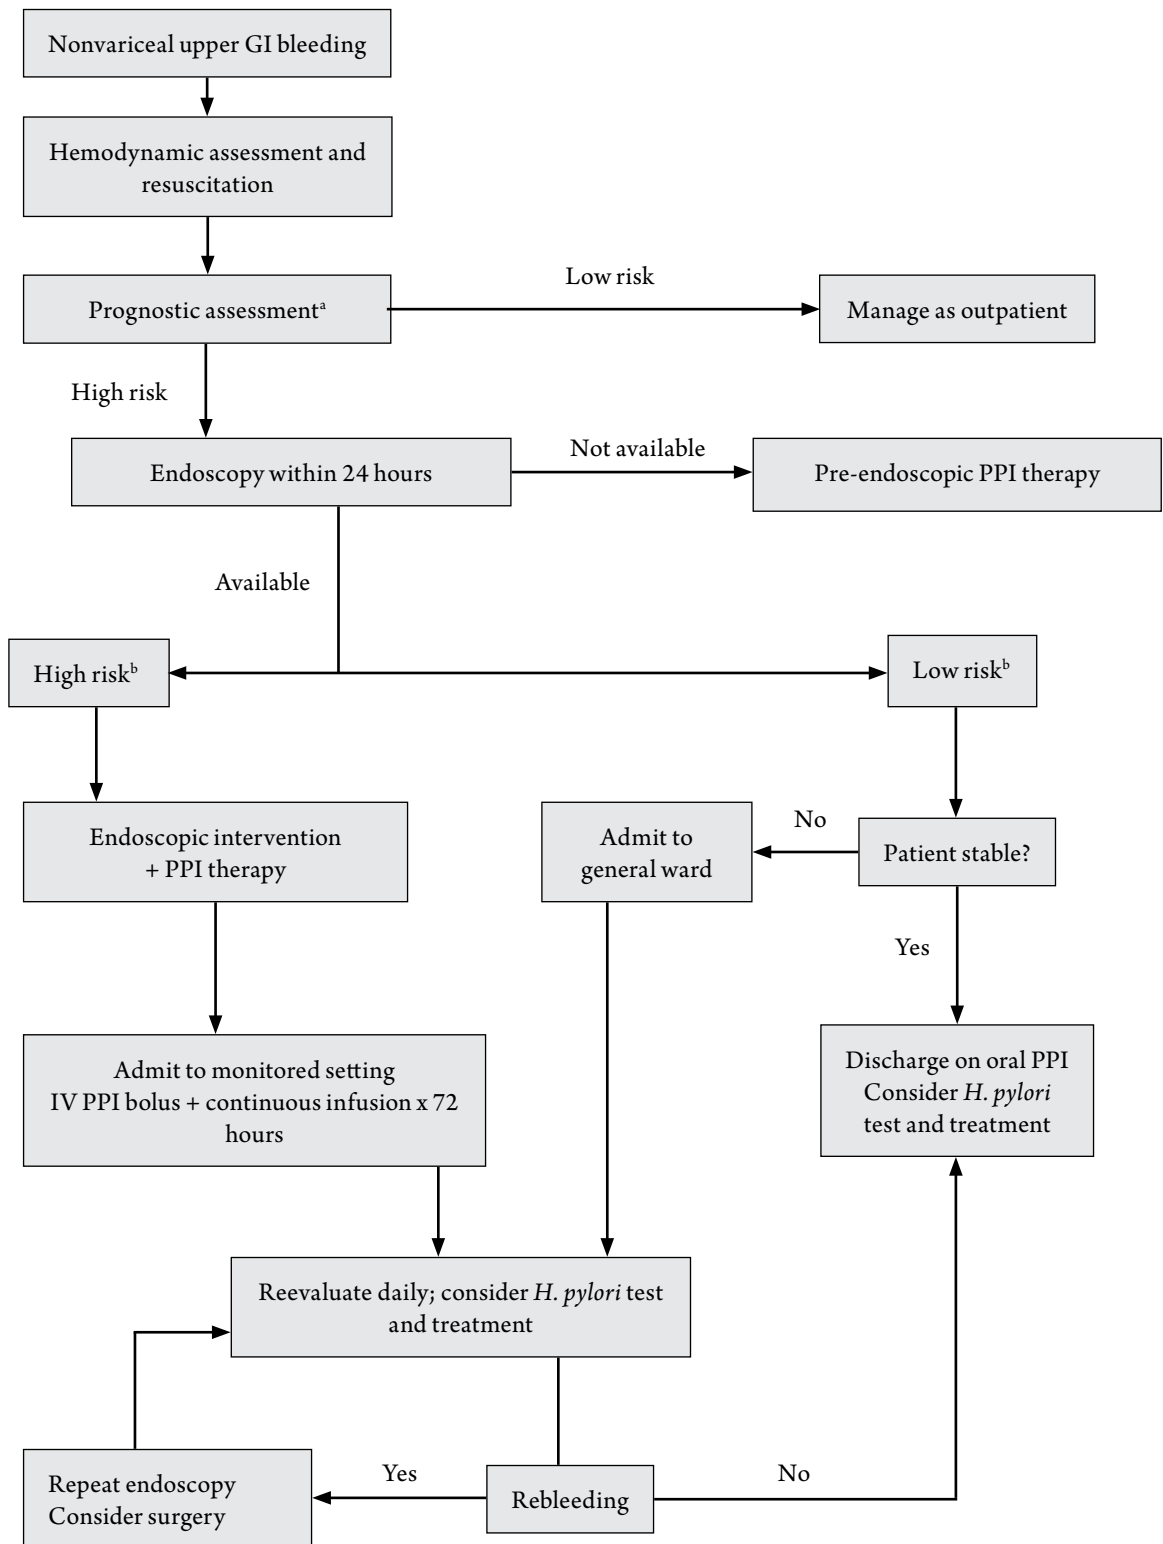 Nonvariceal upper GI bleeding
Hemodynamic assessment and
resuscitation
Prognostic assessmentᵃ
Low risk
Manage as outpatient
High risk
Endoscopy within 24 hours
Not available
Pre-endoscopic PPI therapy
Available
High riskᵇ
Low riskᵇ
Endoscopic intervention
+ PPI therapy
Admit to
general ward
No
Patient stable?
Yes
Admit to monitored setting
IV PPI bolus + continuous infusion x 72
hours
Discharge on oral PPI
Consider H. pylori
test and treatment
Reevaluate daily; consider H. pylori test
and treatment
Repeat endoscopy
Consider surgery
Yes
Rebleeding
No